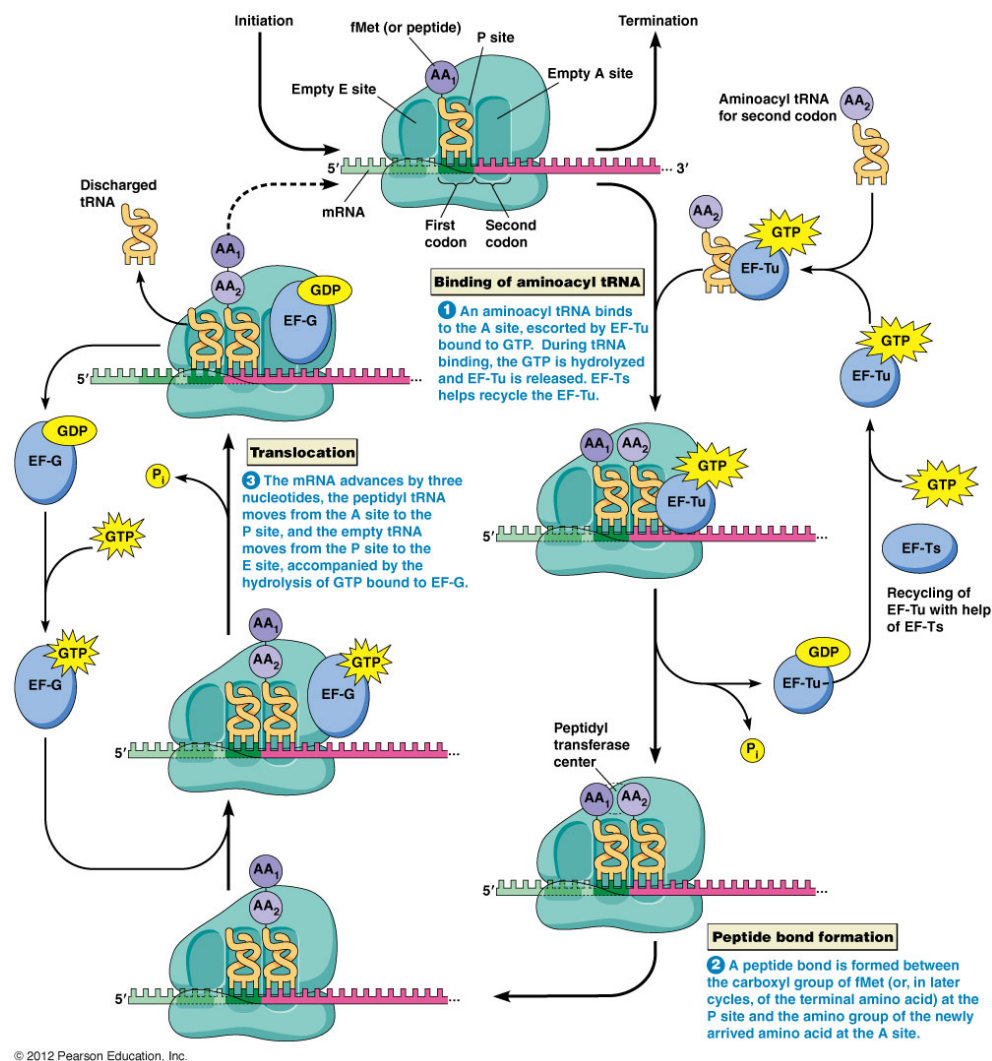 Initiation
fMet (or peptide)
P site
Termination
AA1
Empty E site
Empty A site
Aminoacyl tRNA
for second codon
AA2
5′
3′
mRNA
First
codon
Second
codon
Discharged
tRNA
AA2
GTP
EF-Tu
AA1
AA2
GDP
EF-G
5′
Binding of aminoacyl tRNA
1 An aminoacyl tRNA binds
to the A site, escorted by EF-Tu
bound to GTP. During tRNA
binding, the GTP is hydrolyzed
and EF-Tu is released. EF-Ts
helps recycle the EF-Tu.
GTP
EF-Tu
GDP
EF-G
Pi
Translocation
3 The mRNA advances by three
nucleotides, the peptidyl tRNA
moves from the A site to the
P site, and the empty tRNA
moves from the P site to the
E site, accompanied by the
hydrolysis of GTP bound to EF-G.
GTP
AA1
AA2
GTP
EF-Tu
5′
GTP
EF-Ts
Recycling of
EF-Tu with help
of EF-Ts
GTP
EF-G
AA1
AA2
GTP
EF-G
5′
GDP
EF-Tu
Pi
Peptidyl
transferase
center
AA1
AA2
5′
AA1
AA2
5′
Peptide bond formation
2 A peptide bond is formed between
the carboxyl group of fMet (or, in later
cycles, of the terminal amino acid) at the
P site and the amino group of the newly
arrived amino acid at the A site.
© 2012 Pearson Education, Inc.